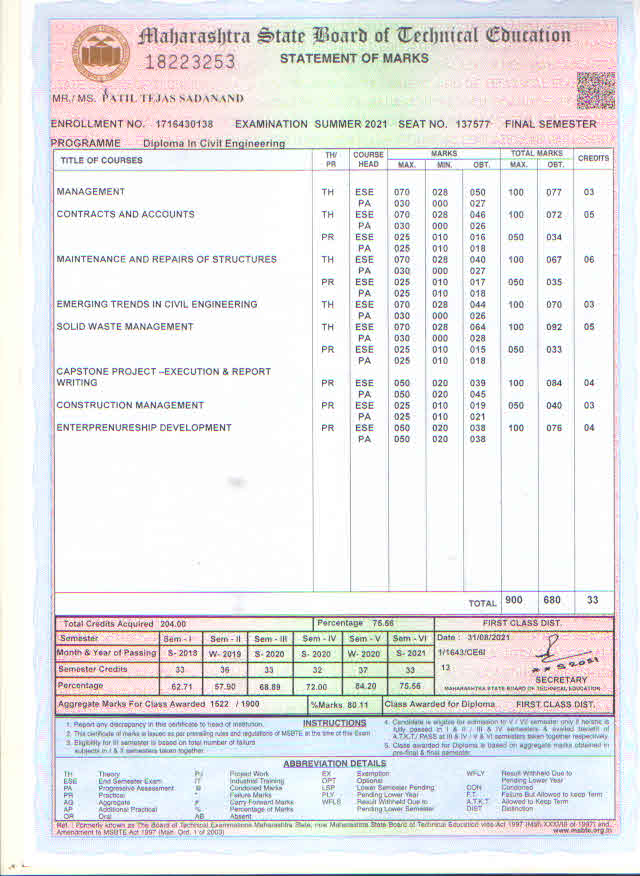 Maharashtra State Board of Technical Education
18223253
STATEMENT OF MARKS
MR./ MS. PATIL TEJAS SADANAND
ENROLLMENT NO. 1716430138 EXAMINATION SUMMER 2021 SEAT NO. 137577 FINAL SEMESTER
PROGRAMME Diploma In Civil Engineering
TITLE OF COURSES TH/ PR COURSE HEAD MARKS TOTAL MARKS CREDITS
MAX. MIN. OBT. MAX. OBT.
MANAGEMENT TH ESE 070 028 050 100 077 03
PA 030 000 027
CONTRACTS AND ACCOUNTS TH ESE 070 028 046 100 072 05
PA 030 000 026
PR ESE 025 010 016 050 034
PA 025 010 018
MAINTENANCE AND REPAIRS OF STRUCTURES TH ESE 070 028 040 100 067 06
PA 030 000 027
PR ESE 025 010 017 050 035
PA 025 010 018
EMERGING TRENDS IN CIVIL ENGINEERING TH ESE 070 028 044 100 070 03
PA 030 000 026
SOLID WASTE MANAGEMENT TH ESE 070 028 064 100 092 05
PA 030 000 028
PR ESE 025 010 015 050 033
PA 025 010 018
CAPSTONE PROJECT –EXECUTION & REPORT
WRITING PR ESE 050 020 039 100 084 04
PA 050 020 045
CONSTRUCTION MANAGEMENT PR ESE 025 010 019 050 040 03
PA 025 010 021
ENTERPRENURESHIP DEVELOPMENT PR ESE 050 020 038 100 076 04
PA 050 020 038
TOTAL 900 680 33
Total Credits Acquired 204.00 Percentage 75.56 FIRST CLASS DIST.
Semester Sem - I Sem - II Sem - III Sem - IV Sem - V Sem - VI Date : 31/08/2021
Month & Year of Passing S- 2018 W- 2019 S- 2020 S- 2020 W- 2020 S- 2021 1/1643/CE6I
Semester Credits 33 36 33 32 37 33 13
Percentage 62.71 57.90 68.89 72.00 84.20 75.56
SECRETARY
MAHARASHTRA STATE BOARD OF TECHNICAL EDUCATION
Aggregate Marks For Class Awarded 1522 / 1900 %Marks 80.11 Class Awarded for Diploma FIRST CLASS DIST.
INSTRUCTIONS
1. Report any discrepancy in this certificate to head of institution.
2. This certificate of marks is issued as per prevailing rules and regulations of MSBTE at the time of this Exam
3. Eligibility for III semester is based on total number of failure
subjects in I & II semesters taken together.
4. Candidate is eligible for admission to V / VI semester only if he/she is
fully passed in I & II / III & IV semesters & availed benefit of
A.T.K.T./ PASS at III & IV / V & VI semesters taken together respectively.
5. Class awarded for Diploma is based on aggregate marks obtained in
pre-final & final semester.
ABBREVIATION DETAILS
TH Theory PJ Project Work EX Exemption WFLY Result Withheld Due to
ESE End Semester Exam IT Industrial Training OPT Optional Pending Lower Year
PA Progressive Assessment @ Condoned Marks LSP Lower Semester Pending CON Condoned
PR Practical * Failure Marks PLY Pending Lower Year F.T. Failure But Allowed to Keep Term
AG Aggregate # Carry Forward Marks WFLS Result Withheld Due to A.T.K.T. Allowed to Keep Term
AP Additional Practical % Percentage of Marks Pending Lower Semester DIST Distinction
OR Oral AB Absent
Ref. : Formerly known as The Board of Technical Examinations Maharashtra State, now Maharashtra State Board of Technical Education vide Act 1997 (Mah.XXXVIII of 1997) and
Amendment to MSBTE Act 1997 (Mah. Ord. 1 of 2003) www.msbte.org.in